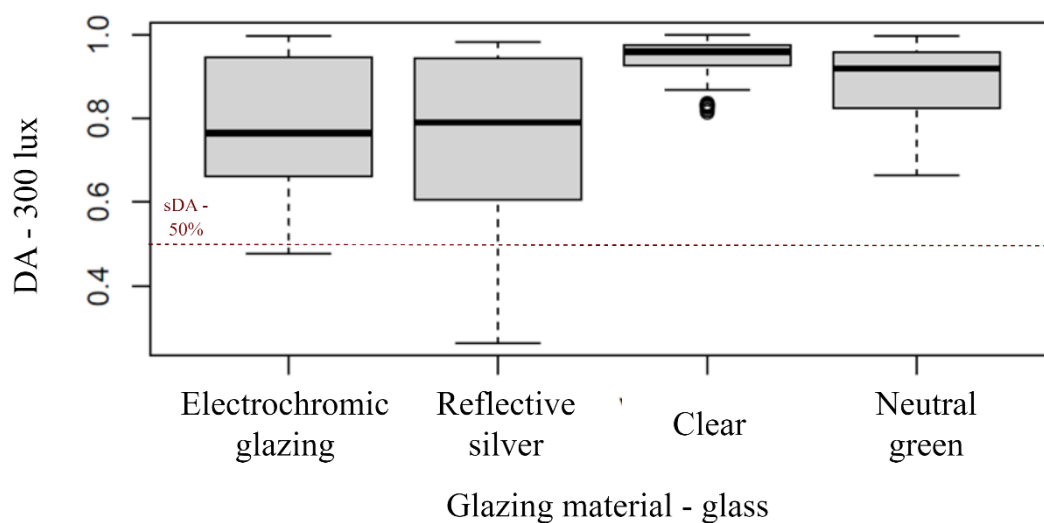 DA - 300 lux
1.0
0.8
0.6
0.4
sDA -
50%
Electrochromic
glazing
Reflective
silver
Clear
Neutral
green
Glazing material - glass